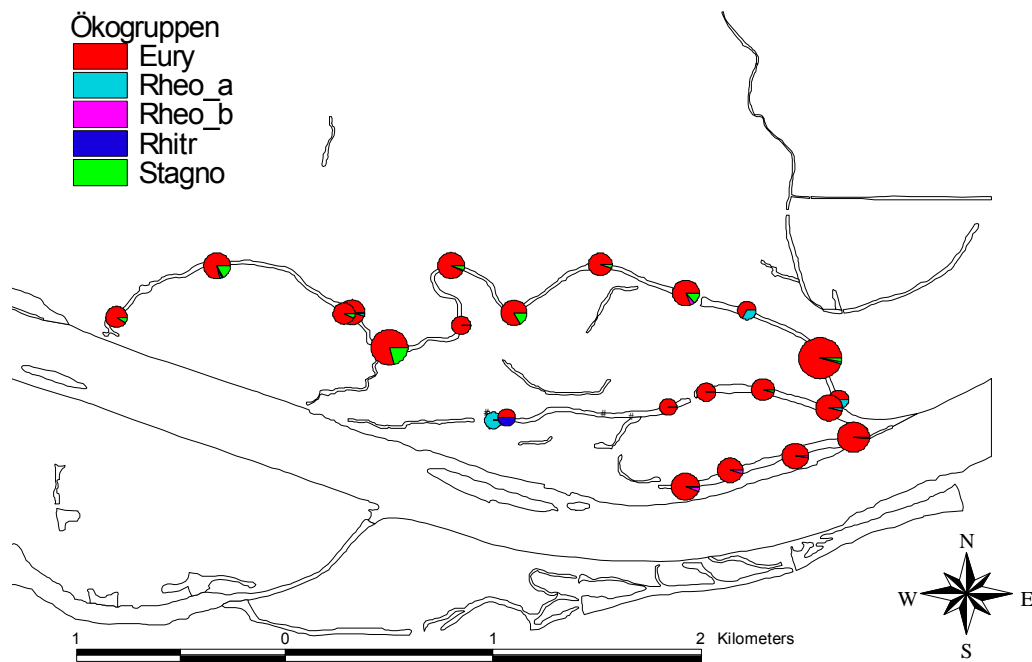 Ökogruppen
Eury
Rheo_a
Rheo_b
Rhitr
Stagno
#
# #
N
W E
S
1 0 1 2 Kilometers